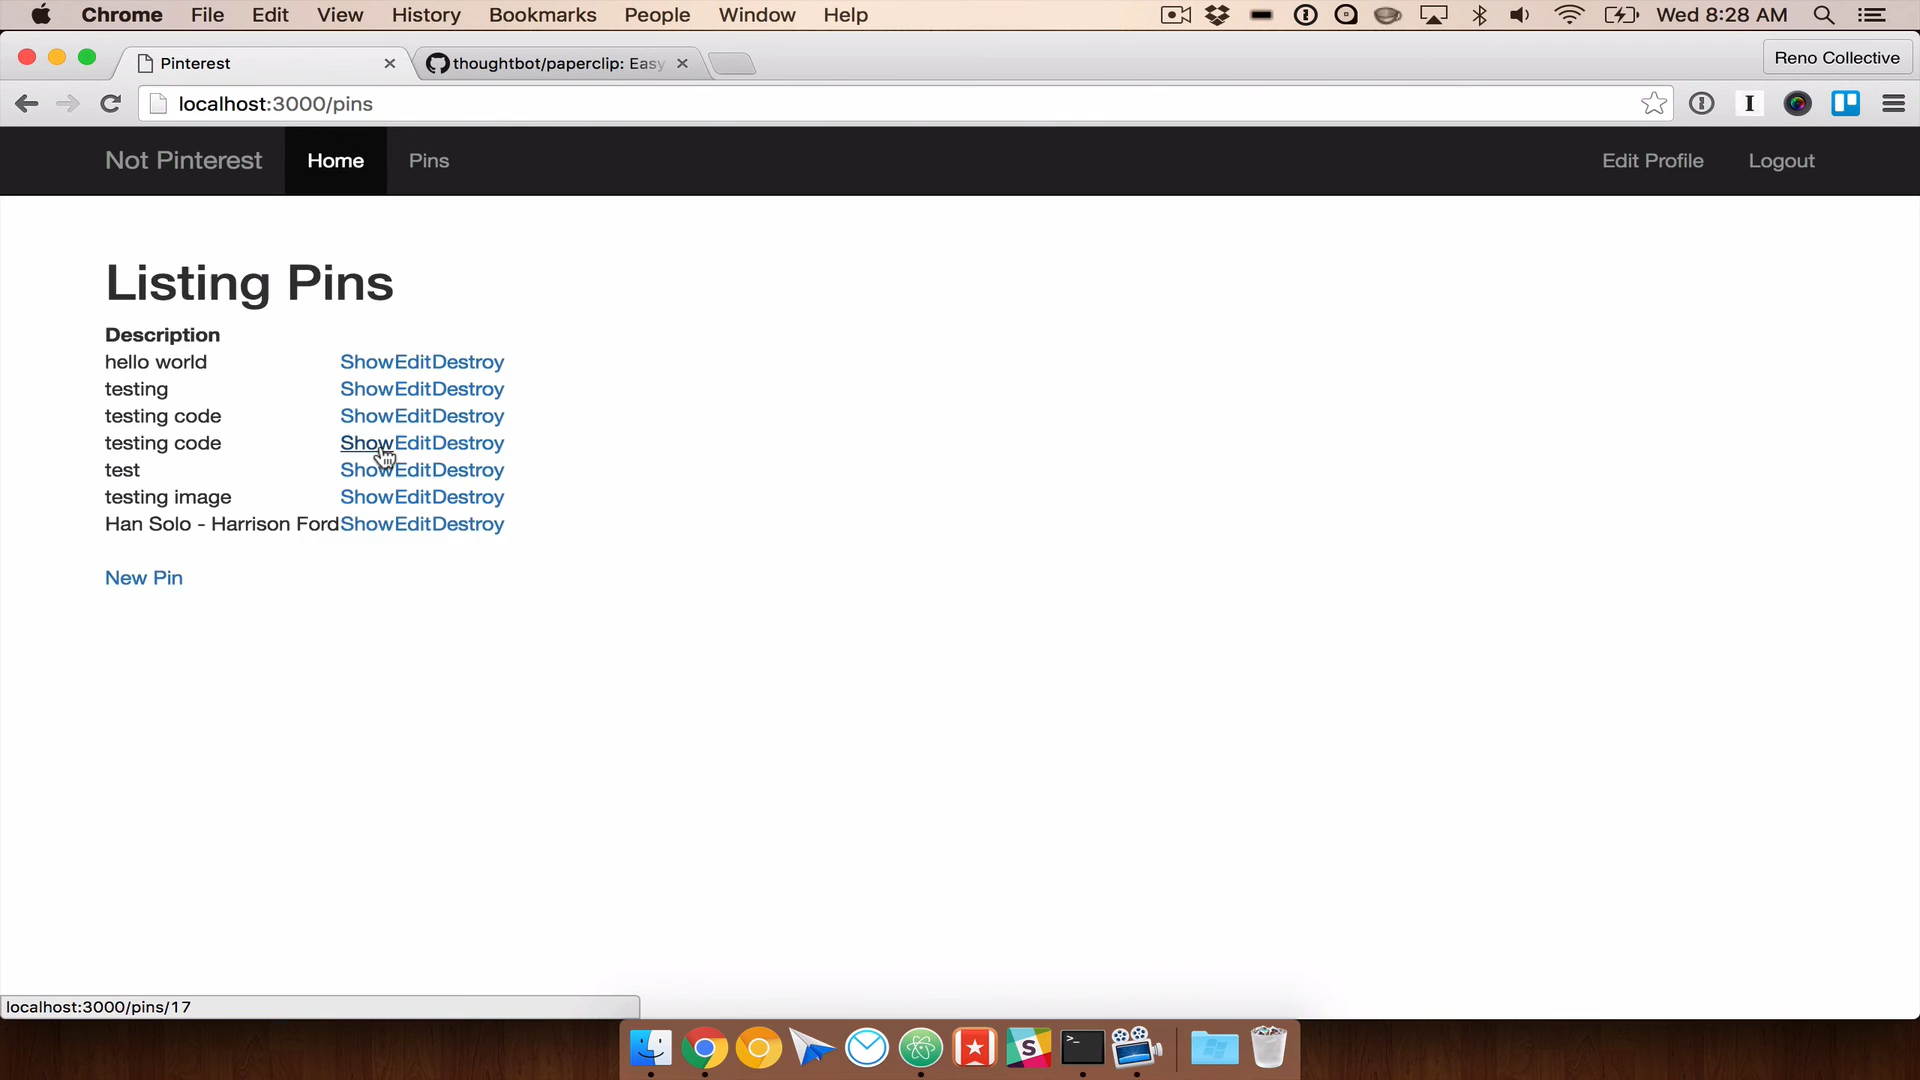 Chrome File Edit View History Bookmarks People Window Help Wed 8:28 AM
Pinterest thoughtbot/paperclip: Easy Reno Collective
localhost:3000/pins
Not Pinterest Home Pins Edit Profile Logout
Listing Pins
Description
hello world ShowEditDestroy
testing ShowEditDestroy
testing code ShowEditDestroy
testing code ShowEditDestroy
test ShowEditDestroy
testing image ShowEditDestroy
Han Solo - Harrison FordShowEditDestroy
New Pin
localhost:3000/pins/17